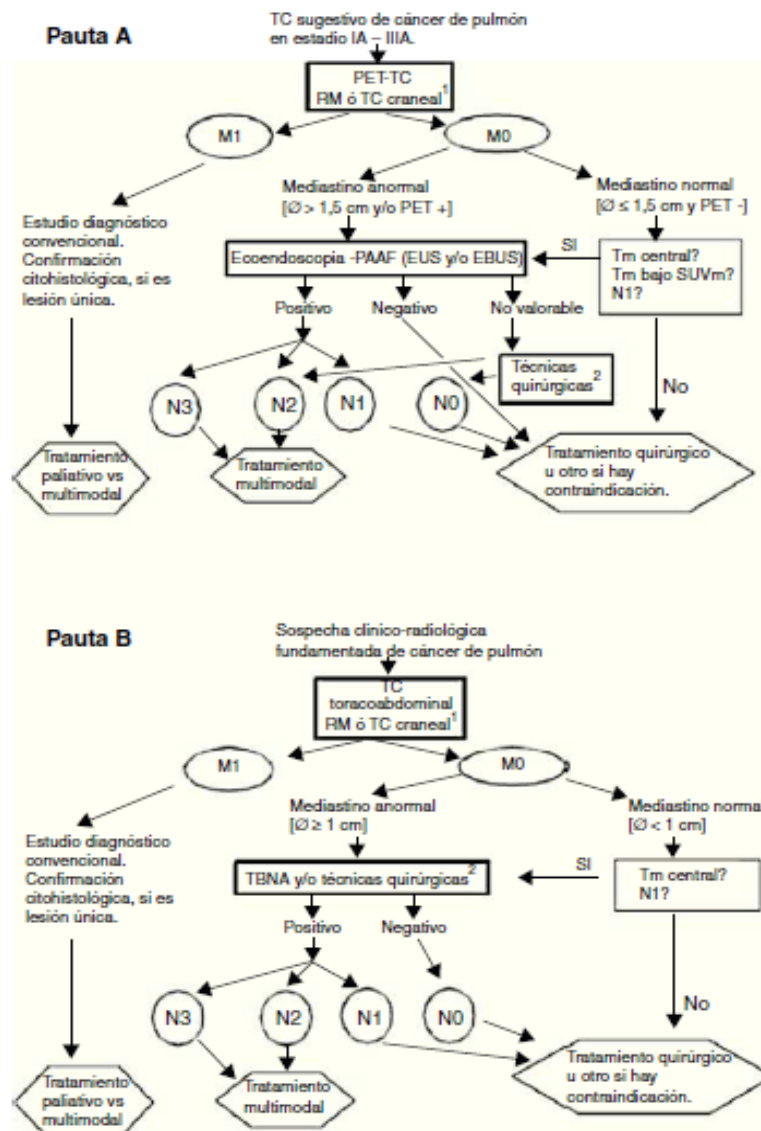 Pauta A
TC sugestivo de cáncer de pulmón
en estadio IA – IIIA.
PET-TC
RM ó TC craneal1
M1
M0
Mediastino anormal
[Ø > 1,5 cm y/o PET +]
Mediastino normal
[Ø ≤ 1,5 cm y PET -]
Estudio diagnóstico
convencional.
Confirmación
citohistológica, si es
lesión única.
Ecoendoscopia -PAAF (EUS y/o EBUS)
SI
Tm central?
Tm bajo SUVm?
N1?
Positivo
Negativo
No valorable
Técnicas
quirúrgicas2
No
N3
N2
N1
N0
Tratamiento
paliativo vs
multimodal
Tratamiento
multimodal
Tratamiento quirúrgico
u otro si hay
contraindicación.
Pauta B
Sospecha clinico-radiológica
fundamentada de cáncer de pulmón
TC
toracoabdominal
RM ó TC craneal1
M1
M0
Mediastino anormal
[Ø ≥ 1 cm]
Mediastino normal
[Ø < 1 cm]
Estudio diagnóstico
convencional.
Confirmación
citohistológica, si es
lesión única.
TBNA y/o técnicas quirúrgicas2
SI
Tm central?
N1?
Positivo
Negativo
No
N3
N2
N1
N0
Tratamiento
paliativo vs
multimodal
Tratamiento
multimodal
Tratamiento quirúrgico
u otro si hay
contraindicación.